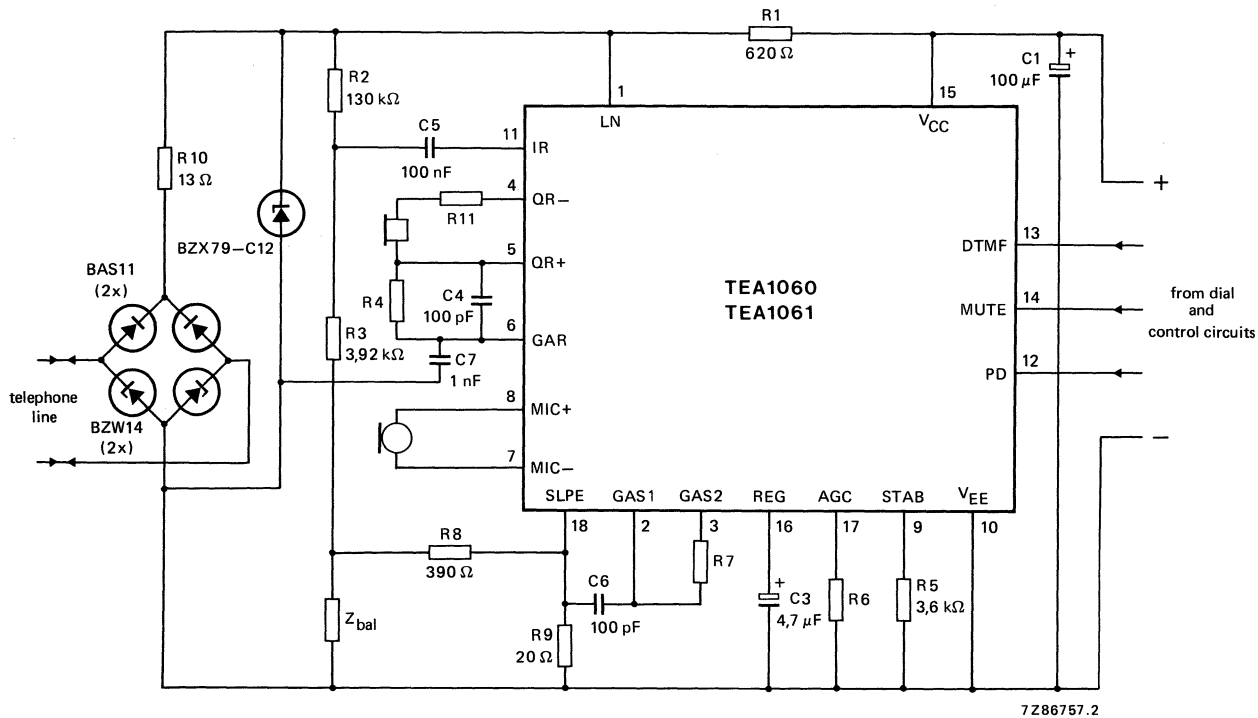 R1
620 Ω
R2
130 kΩ
C1
100 μF
+
1
15
LN
VCC
C5
100 nF
11
IR
R10
13 Ω
4
QR−
R11
BZX79−C12
5
QR+
R4
C4
100 pF
6
GAR
R3
3,92 kΩ
C7
1 nF
BAS11
(2x)
telephone
line
BZW14
(2x)
8
MIC+
7
MIC−
TEA1060
TEA1061
+
13
DTMF
14
MUTE
12
PD
from dial
and
control circuits
−
SLPE
GAS1
GAS2
REG
AGC
STAB
VEE
18
2
3
16
17
9
10
R8
390 Ω
R7
C6
100 pF
+
C3
4,7 μF
R6
R5
3,6 kΩ
Zbal
R9
20 Ω
7Z86757.2